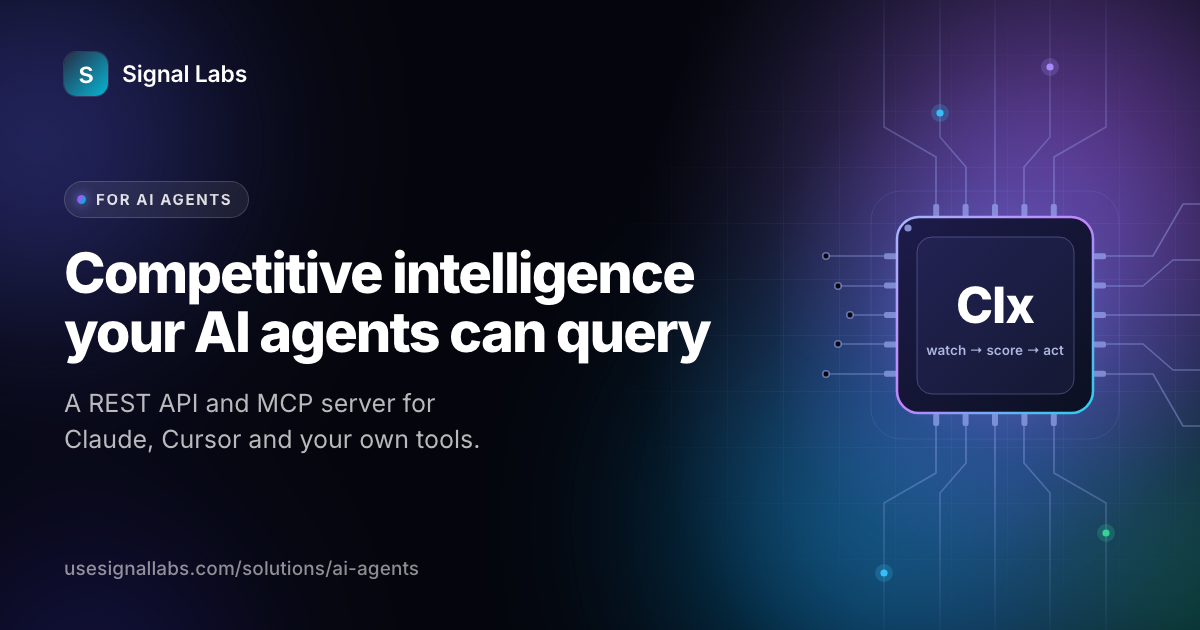 S
Signal Labs
FOR AI AGENTS
Competitive intelligence
your AI agents can query
A REST API and MCP server for
Claude, Cursor and your own tools.
usesignallabs.com/solutions/ai-agents
CIx
watch → score → act